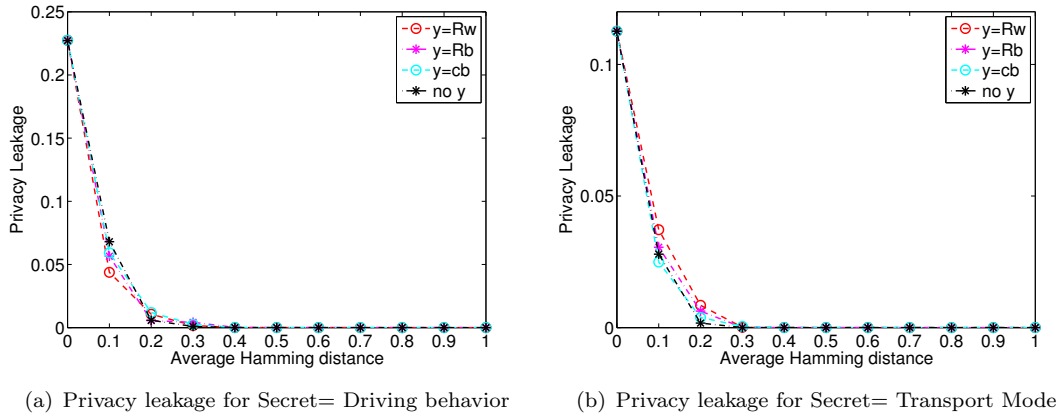 0.25
0.2
0.15
0.1
0.05
0
Privacy Leakage
0 0.1 0.2 0.3 0.4 0.5 0.6 0.7 0.8 0.9 1
Average Hamming distance
y=Rw
y=Rb
y=cb
no y
(a) Privacy leakage for Secret= Driving behavior
0.1
0.05
0
Privacy Leakage
0 0.1 0.2 0.3 0.4 0.5 0.6 0.7 0.8 0.9 1
Average Hamming distance
y=Rw
y=Rb
y=cb
no y
(b) Privacy leakage for Secret= Transport Mode